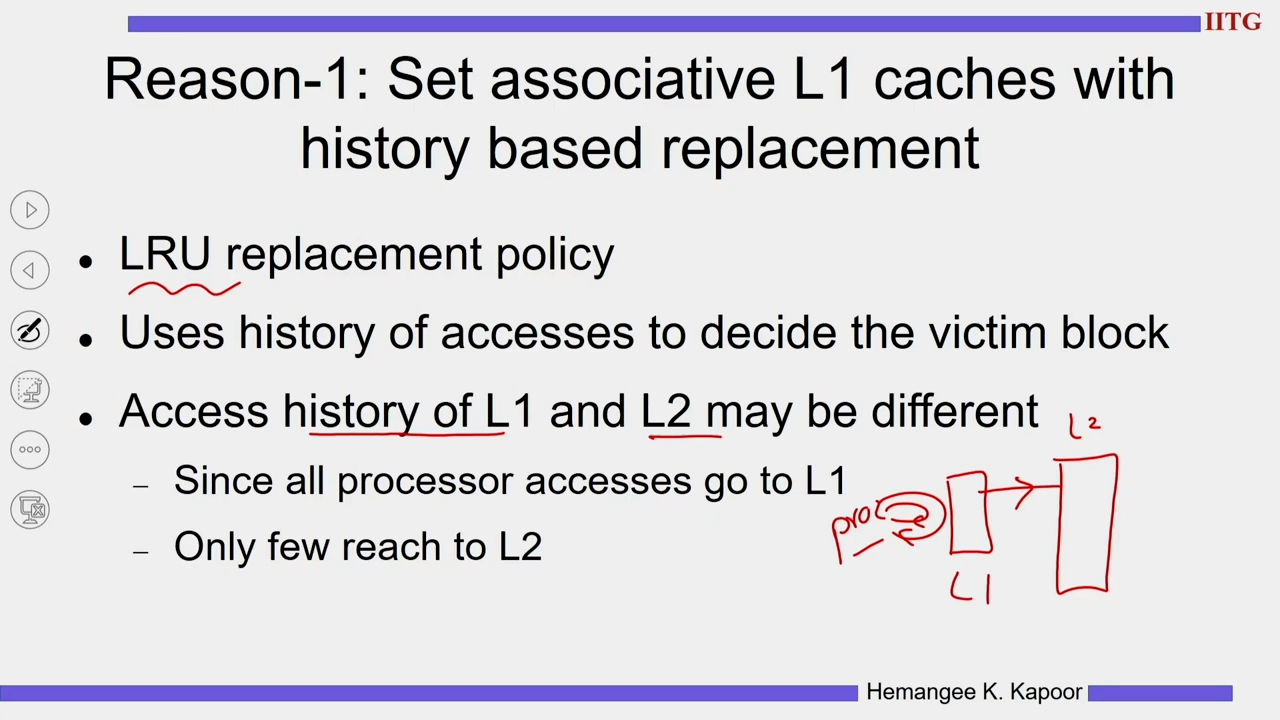 IITG
Reason-1: Set associative L1 caches with
history based replacement
• LRU replacement policy
• Uses history of accesses to decide the victim block
• Access history of L1 and L2 may be different
– Since all processor accesses go to L1
– Only few reach to L2
L2
proc
L1
Hemangee K. Kapoor